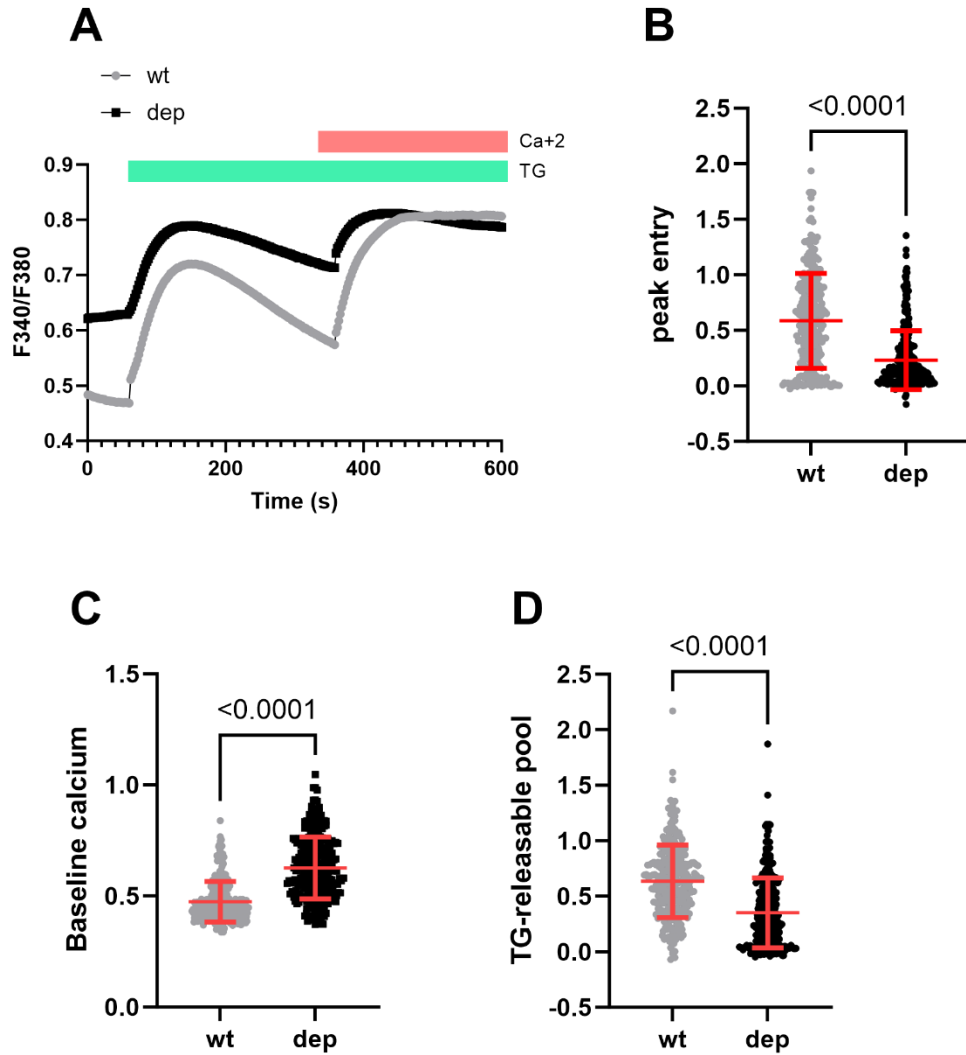 A
wt
dep
Ca+2
TG
0.9
0.8
0.7
0.6
0.5
0.4
F340/F380
0 200 400 600
Time (s)
B
<0.0001
2.5
2.0
1.5
1.0
0.5
0.0
-0.5
peak entry
wt dep
C
<0.0001
1.5
1.0
0.5
0.0
Baseline calcium
wt dep
D
<0.0001
2.5
2.0
1.5
1.0
0.5
0.0
-0.5
TG-releasable pool
wt dep